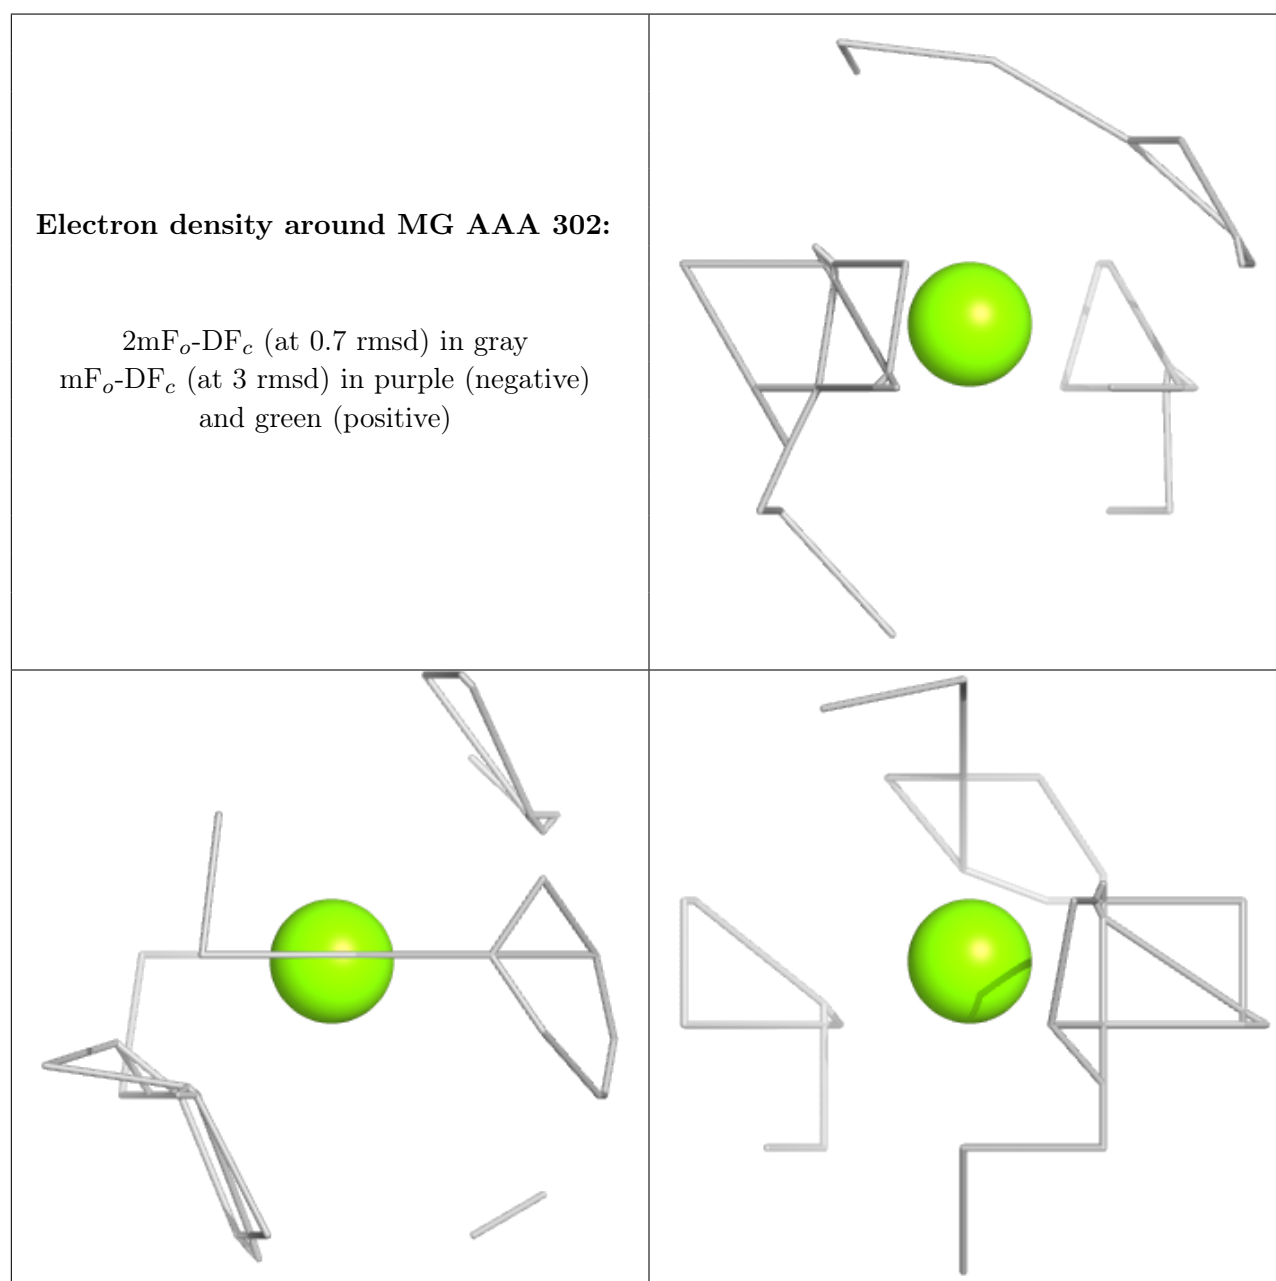 Electron density around MG AAA 302:
2mFo-DFc (at 0.7 rmsd) in gray
mFo-DFc (at 3 rmsd) in purple (negative)
and green (positive)